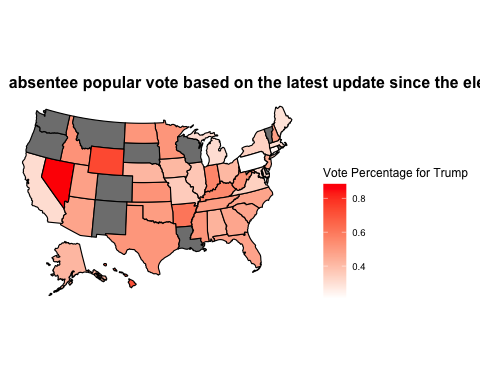 absentee popular vote based on the latest update since the ele
Vote Percentage for Trump
0.8
0.6
0.4